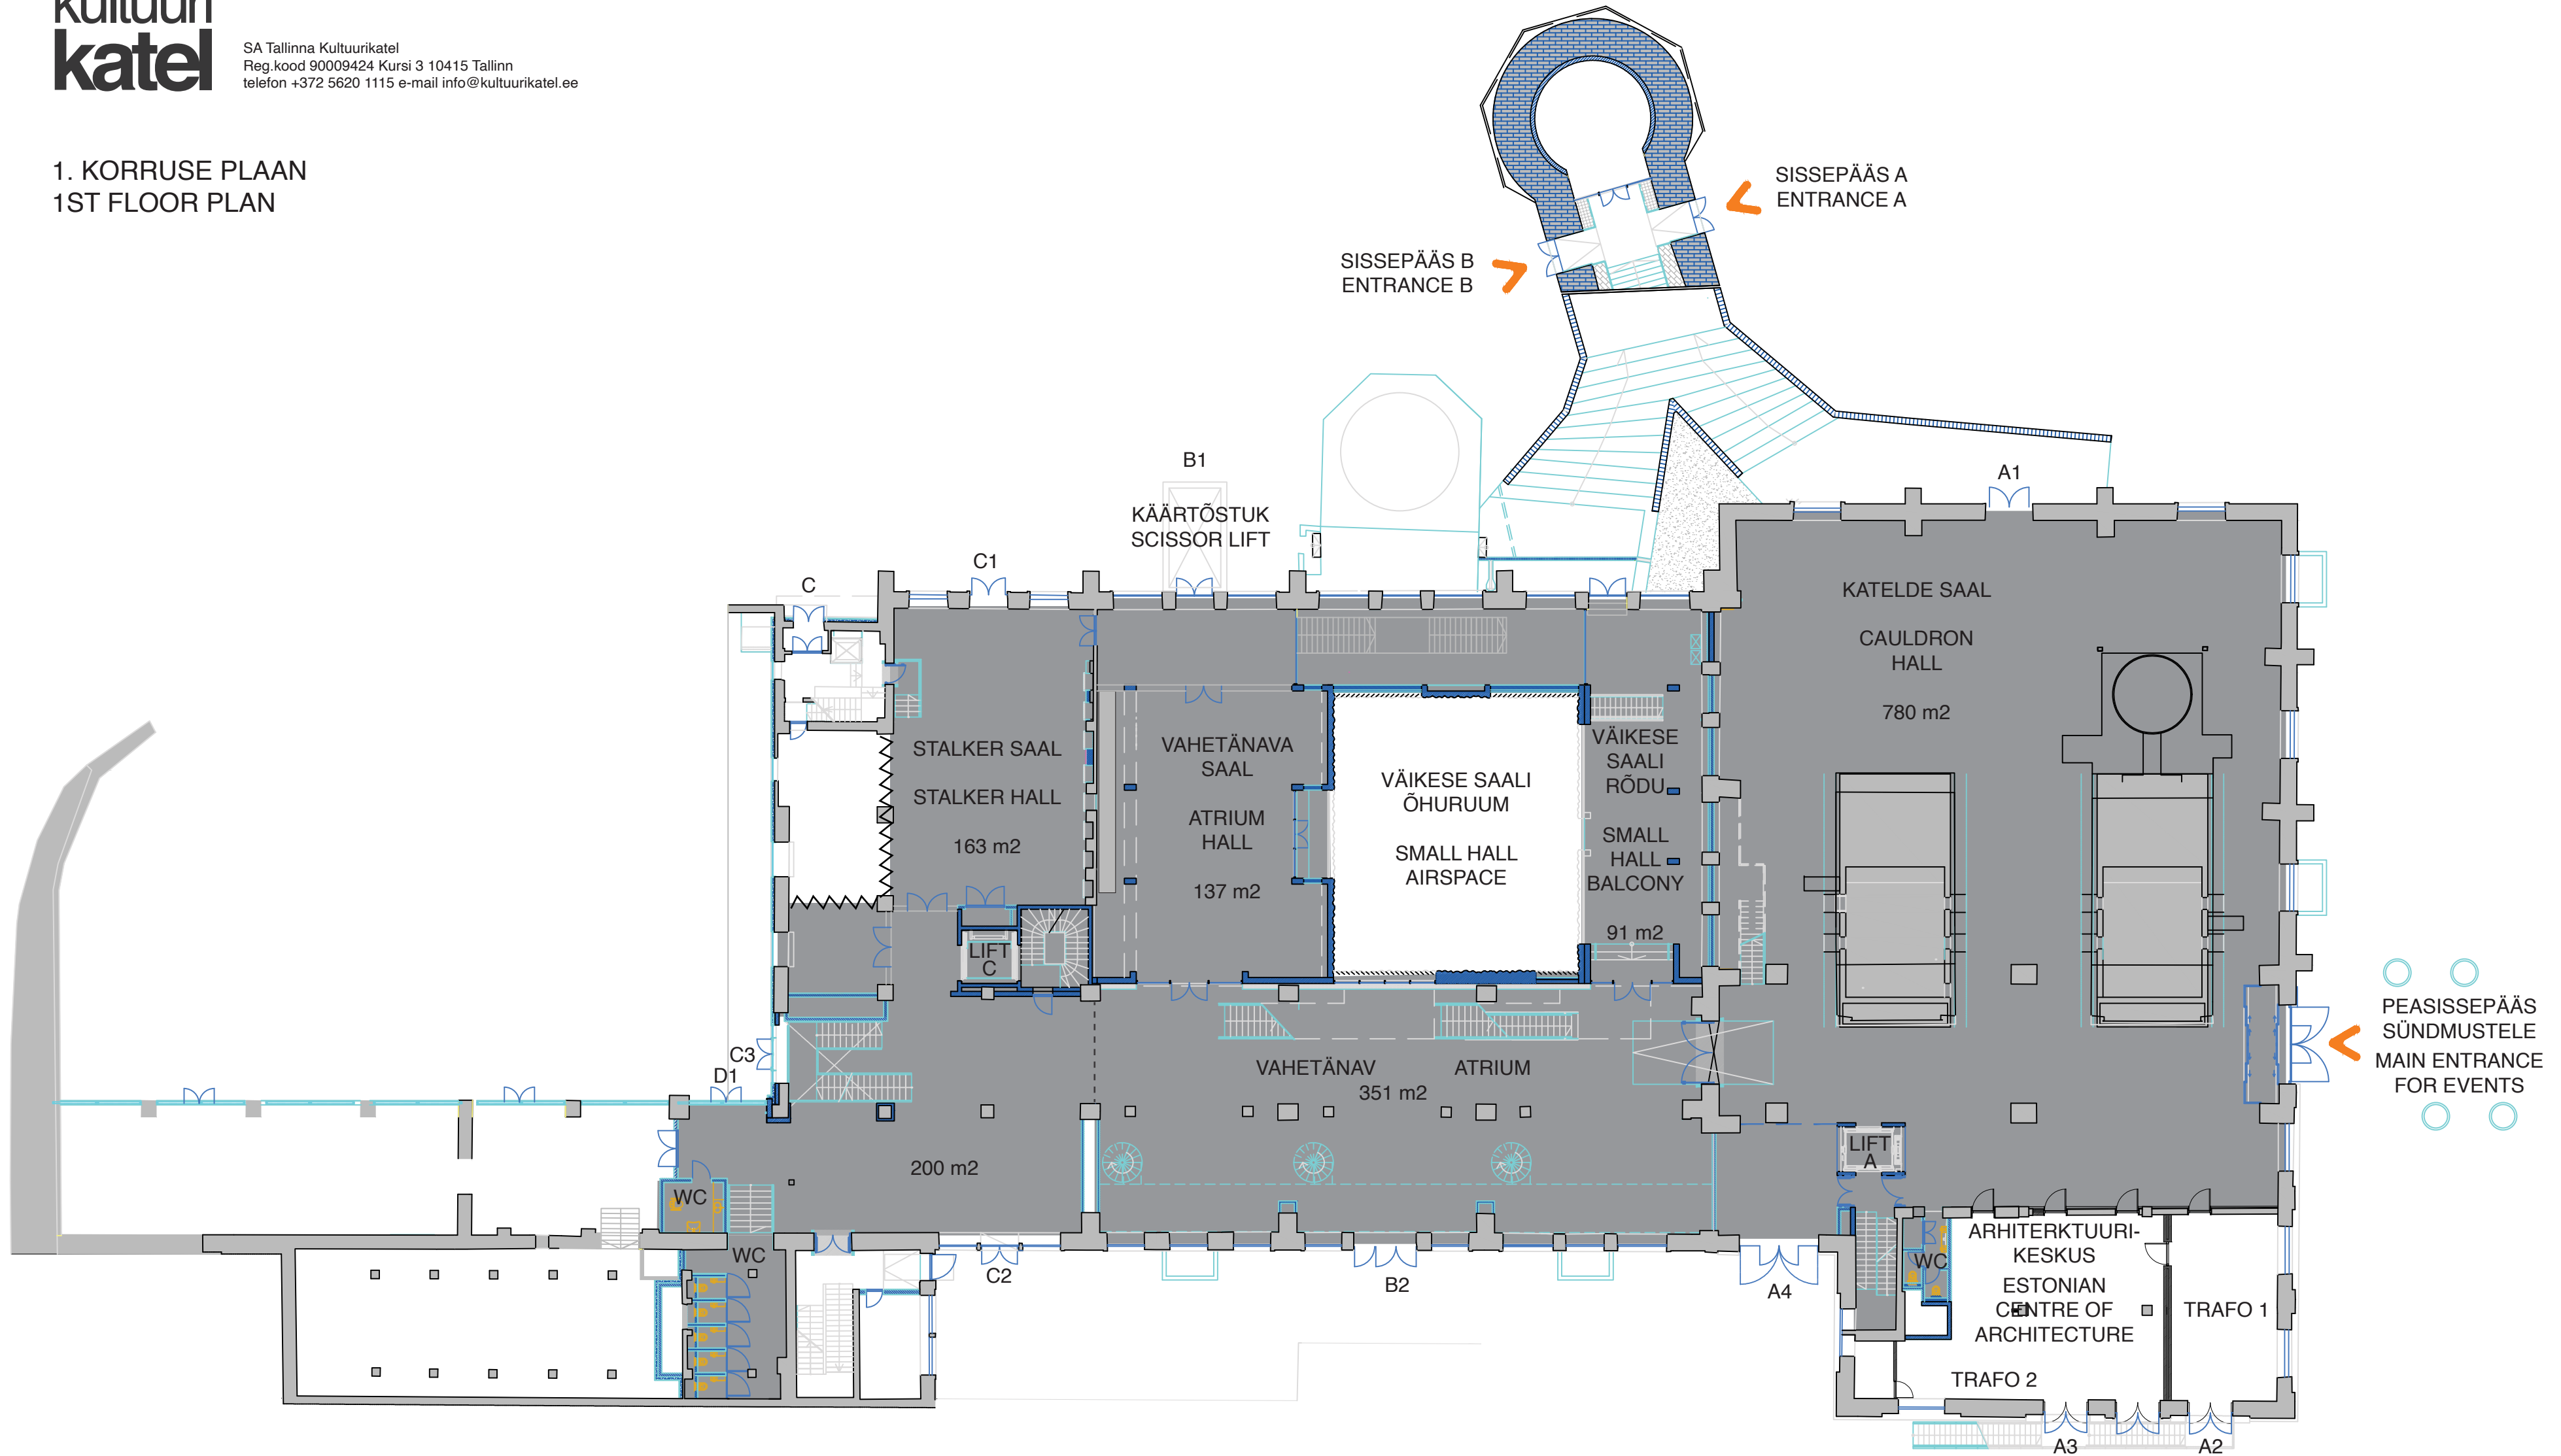 kultuuri
katel
SA Tallinna Kultuurikatel
Reg.kood 90009424 Kursi 3 10415 Tallinn
telefon +372 5620 1115 e-mail info@kultuurikatel.ee
1. KORRUSE PLAAN
1ST FLOOR PLAN
SISSEPÄÄS A
ENTRANCE A
SISSEPÄÄS B
ENTRANCE B
B1
KÄÄRTÕSTUK
SCISSOR LIFT
A1
C1
C
KATELDE SAAL
CAULDRON
HALL
780 m2
STALKER SAAL
STALKER HALL
163 m2
VAHETÄNAVA
SAAL
ATRIUM
HALL
137 m2
VÄIKESE SAALI
ÕHURUUM
SMALL HALL
AIRSPACE
VÄIKESE
SAALI
RÕDU
SMALL
HALL
BALCONY
91 m2
LIFT
C
PEASISSEPÄÄS
SÜNDMUSTELE
MAIN ENTRANCE
FOR EVENTS
C3
D1
VAHETÄNAV ATRIUM
351 m2
200 m2
LIFT
A
WC
WC
C2
B2
A4
WC
ARHITERKTUURI-
KESKUS
ESTONIAN
CENTRE OF
ARCHITECTURE
TRAFO 1
TRAFO 2
A3
A2